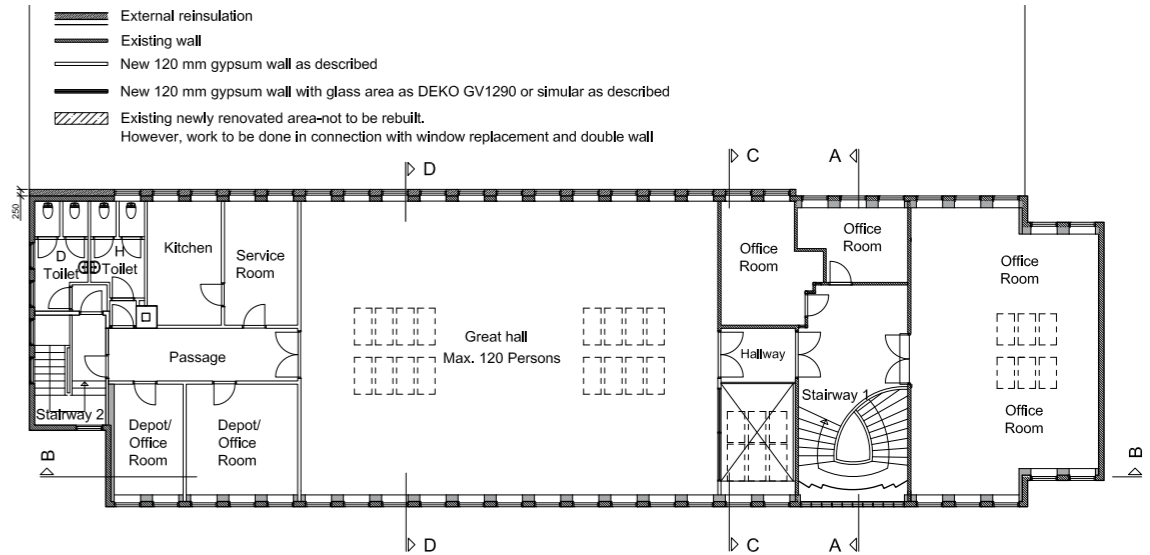 External reinsulation
Existing wall
New 120 mm gypsum wall as described
New 120 mm gypsum wall with glass area as DEKO GV1290 or simular as described
Existing newly renovated area-not to be rebuilt.
However, work to be done in connection with window replacement and double wall
D
C
A
250
D
Toilet
H
Toilet
Kitchen
Service
Room
Office
Room
Office
Room
Office
Room
Great hall
Max. 120 Persons
Passage
Hallway
Stairway 2
Stairway 1
Depot/
Office
Room
Depot/
Office
Room
Office
Room
B
B
D
C
A